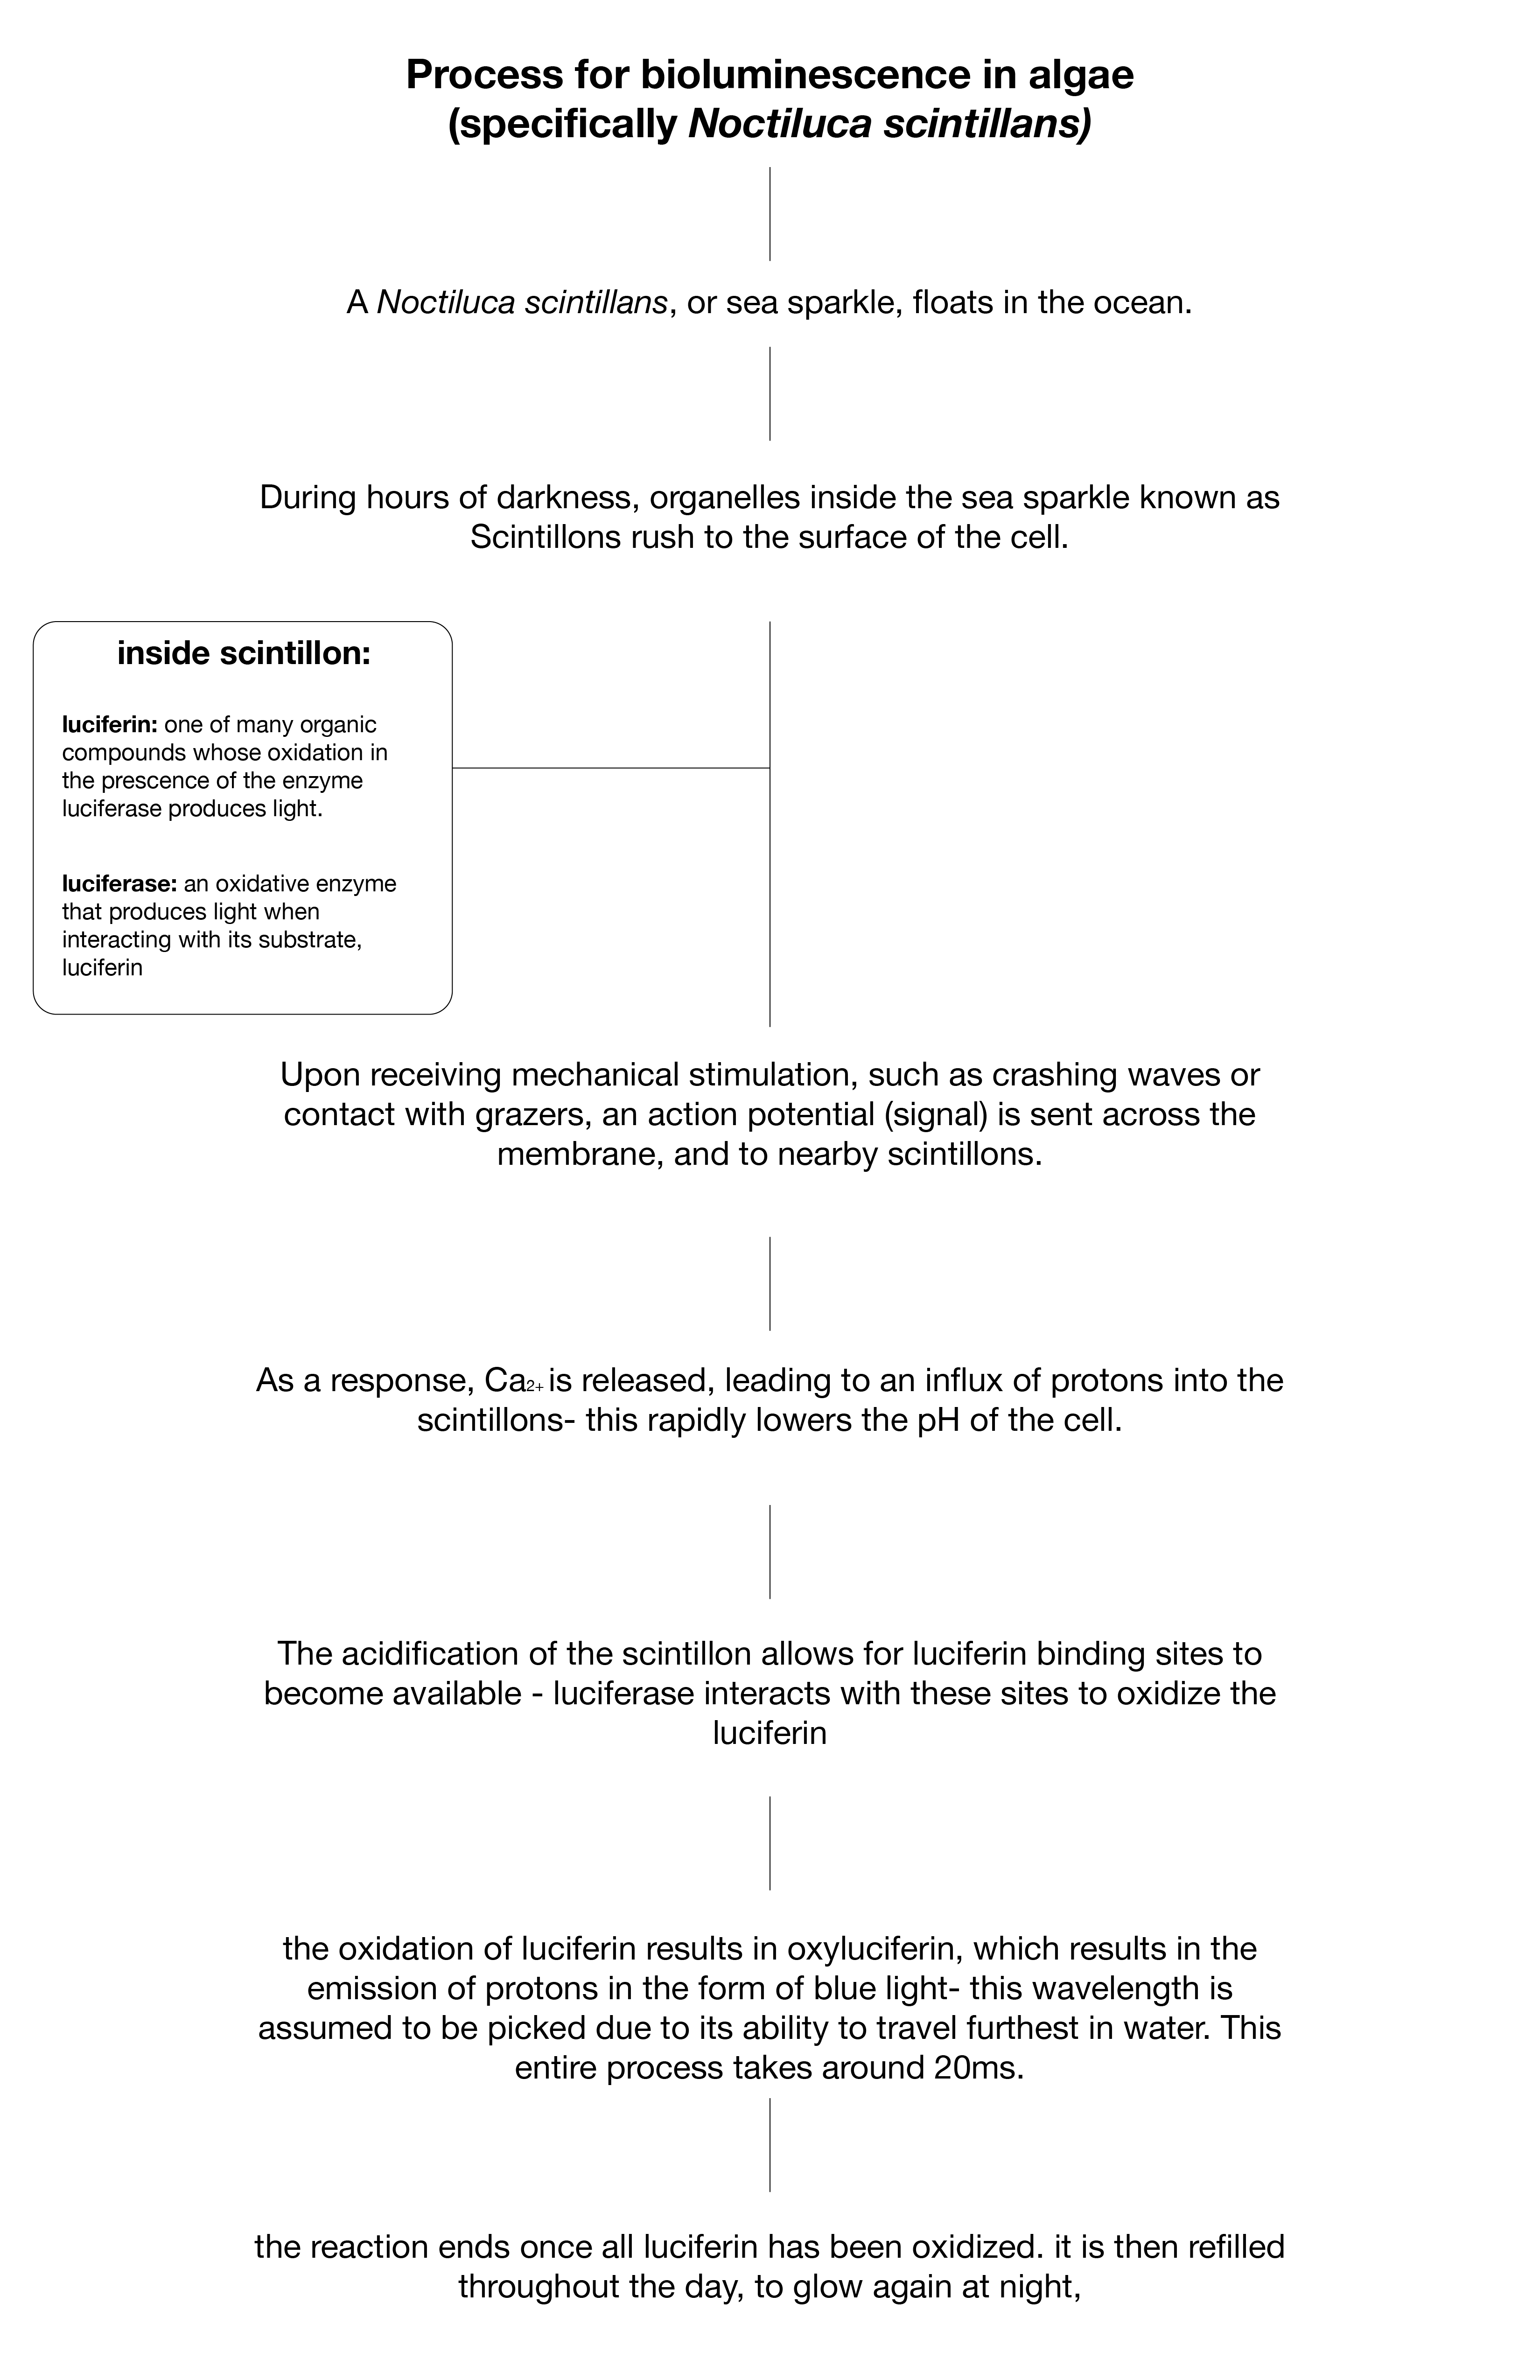 Process for bioluminescence in algae
(specifically Noctiluca scintillans)
A Noctiluca scintillans, or sea sparkle, floats in the ocean.
During hours of darkness, organelles inside the sea sparkle known as
Scintillons rush to the surface of the cell.
inside scintillon:
luciferin: one of many organic
compounds whose oxidation in
the prescence of the enzyme
luciferase produces light.
luciferase: an oxidative enzyme
that produces light when
interacting with its substrate,
luciferin
Upon receiving mechanical stimulation, such as crashing waves or
contact with grazers, an action potential (signal) is sent across the
membrane, and to nearby scintillons.
As a response, Ca2+ is released, leading to an influx of protons into the
scintillons- this rapidly lowers the pH of the cell.
The acidification of the scintillon allows for luciferin binding sites to
become available - luciferase interacts with these sites to oxidize the
luciferin
the oxidation of luciferin results in oxyluciferin, which results in the
emission of protons in the form of blue light- this wavelength is
assumed to be picked due to its ability to travel furthest in water. This
entire process takes around 20ms.
the reaction ends once all luciferin has been oxidized. it is then refilled
throughout the day, to glow again at night,